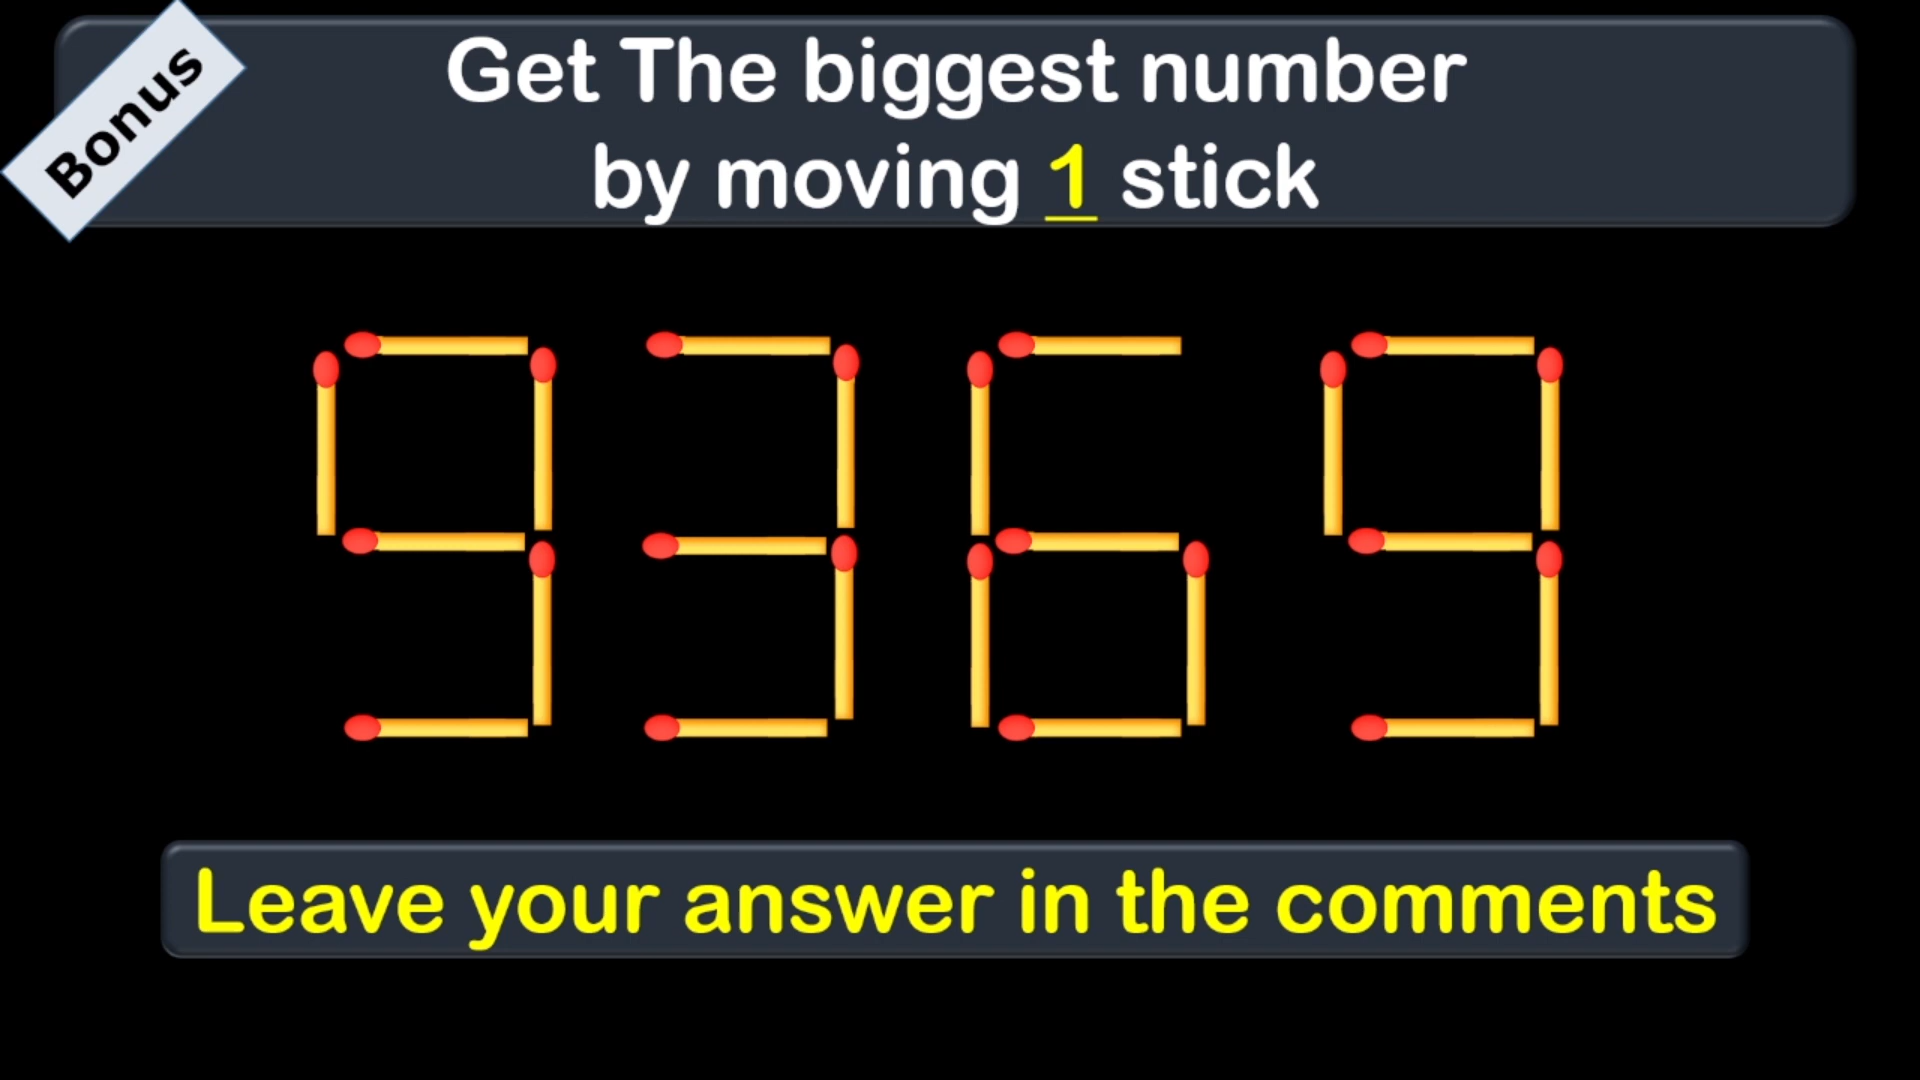 Bonus
Get The biggest number
by moving 1 stick
9369
Leave your answer in the comments